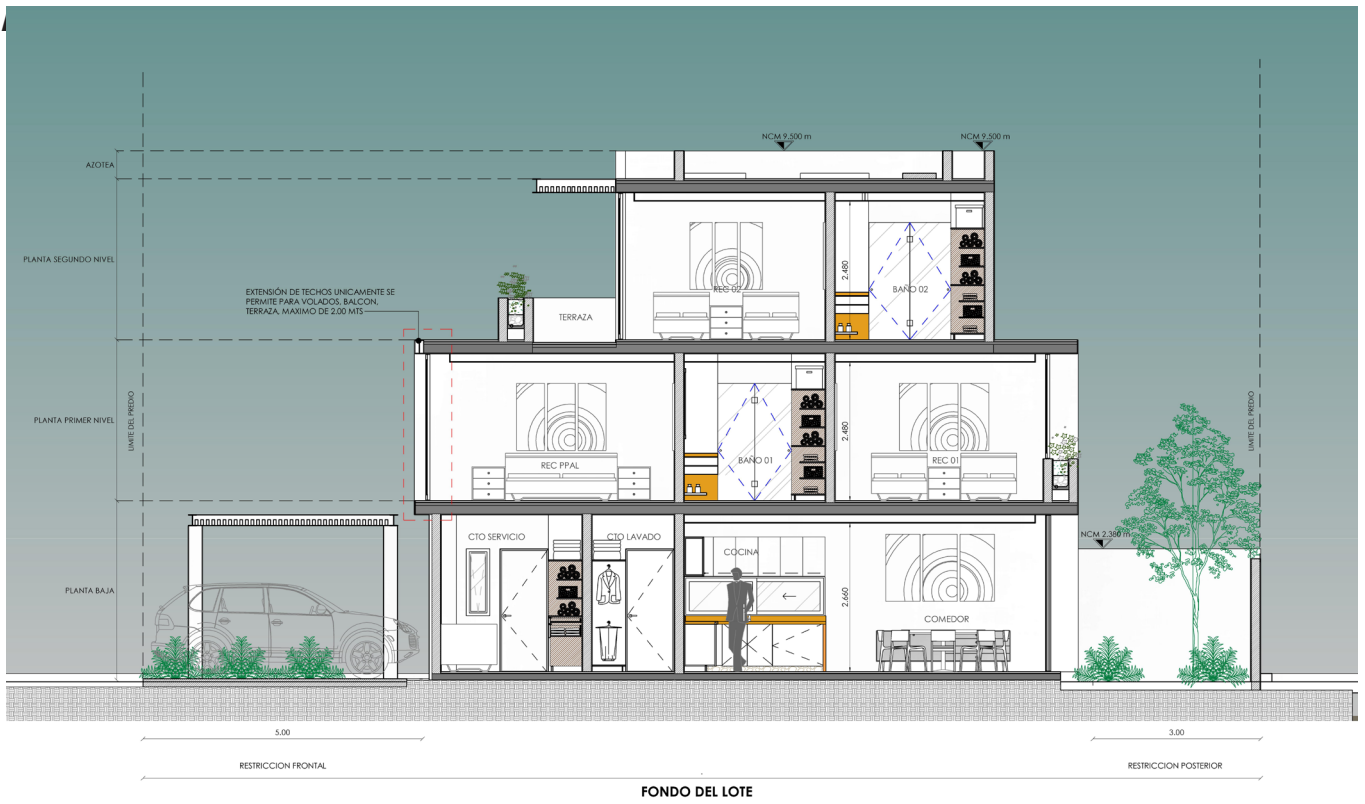 NCM 9.500 m
NCM 9.500 m
AZOTEA
PLANTA SEGUNDO NIVEL
2.480
REC 02
BAÑO 02
EXTENSIÓN DE TECHOS UNICAMENTE SE
PERMITE PARA VOLADOS, BALCON,
TERRAZA, MAXIMO DE 2.00 MTS
TERRAZA
LIMITE DEL PREDIO
LIMITE DEL PREDIO
PLANTA PRIMER NIVEL
2.480
REC PPAL
BAÑO 01
REC 01
CTO SERVICIO
CTO LAVADO
COCINA
NCM 2.380 m
PLANTA BAJA
2.660
COMEDOR
5.00
3.00
RESTRICCION FRONTAL
RESTRICCION POSTERIOR
FONDO DEL LOTE